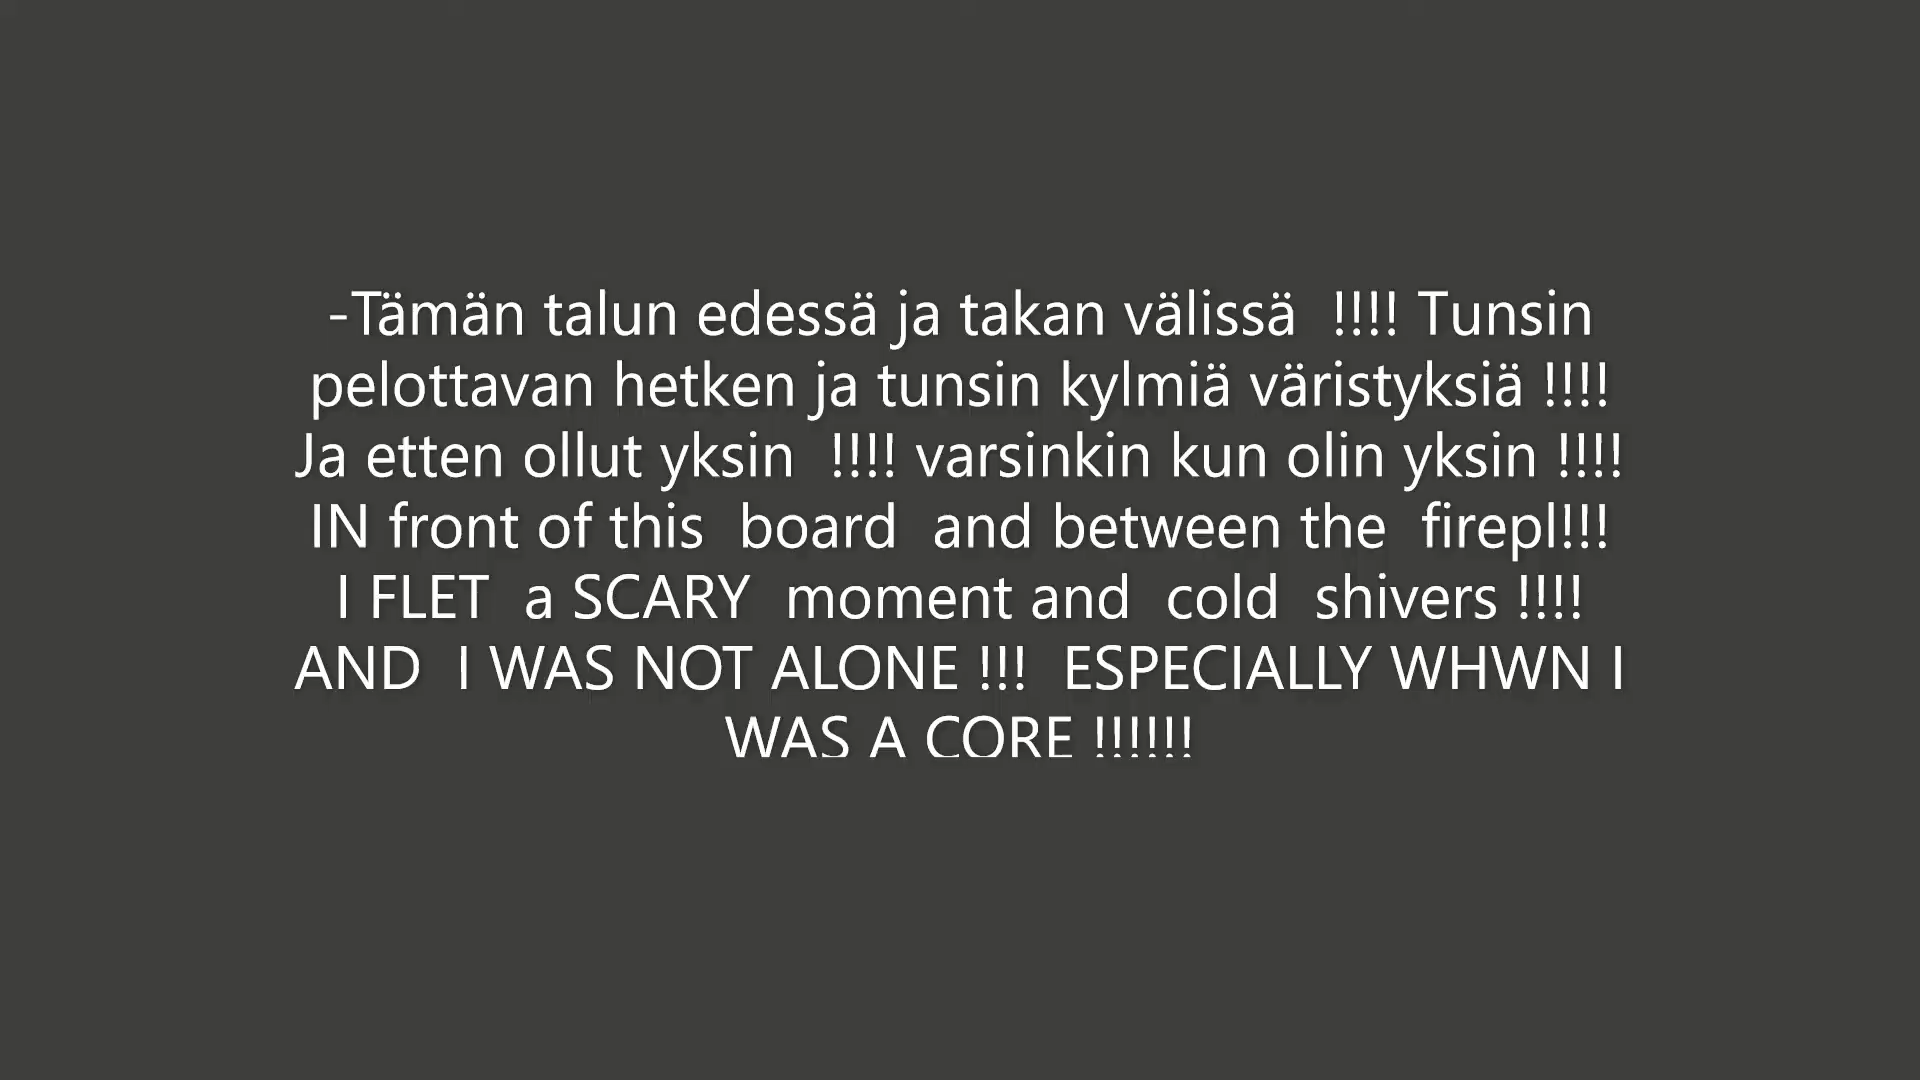 -Tämän talun edessä ja takan välissä  !!!! Tunsin
pelottavan hetken ja tunsin kylmiä väristyksiä !!!!
Ja etten ollut yksin  !!!! varsinkin kun olin yksin !!!!
IN front of this  board  and between the  firepl!!!
I FLET  a SCARY  moment and  cold  shivers !!!!
AND  I WAS NOT ALONE !!!  ESPECIALLY WHWN I
WAS A CORE !!!!!!